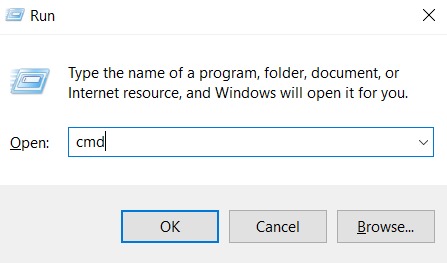 Run
Type the name of a program, folder, document, or
Internet resource, and Windows will open it for you.
Open: cmd
OK Cancel Browse...